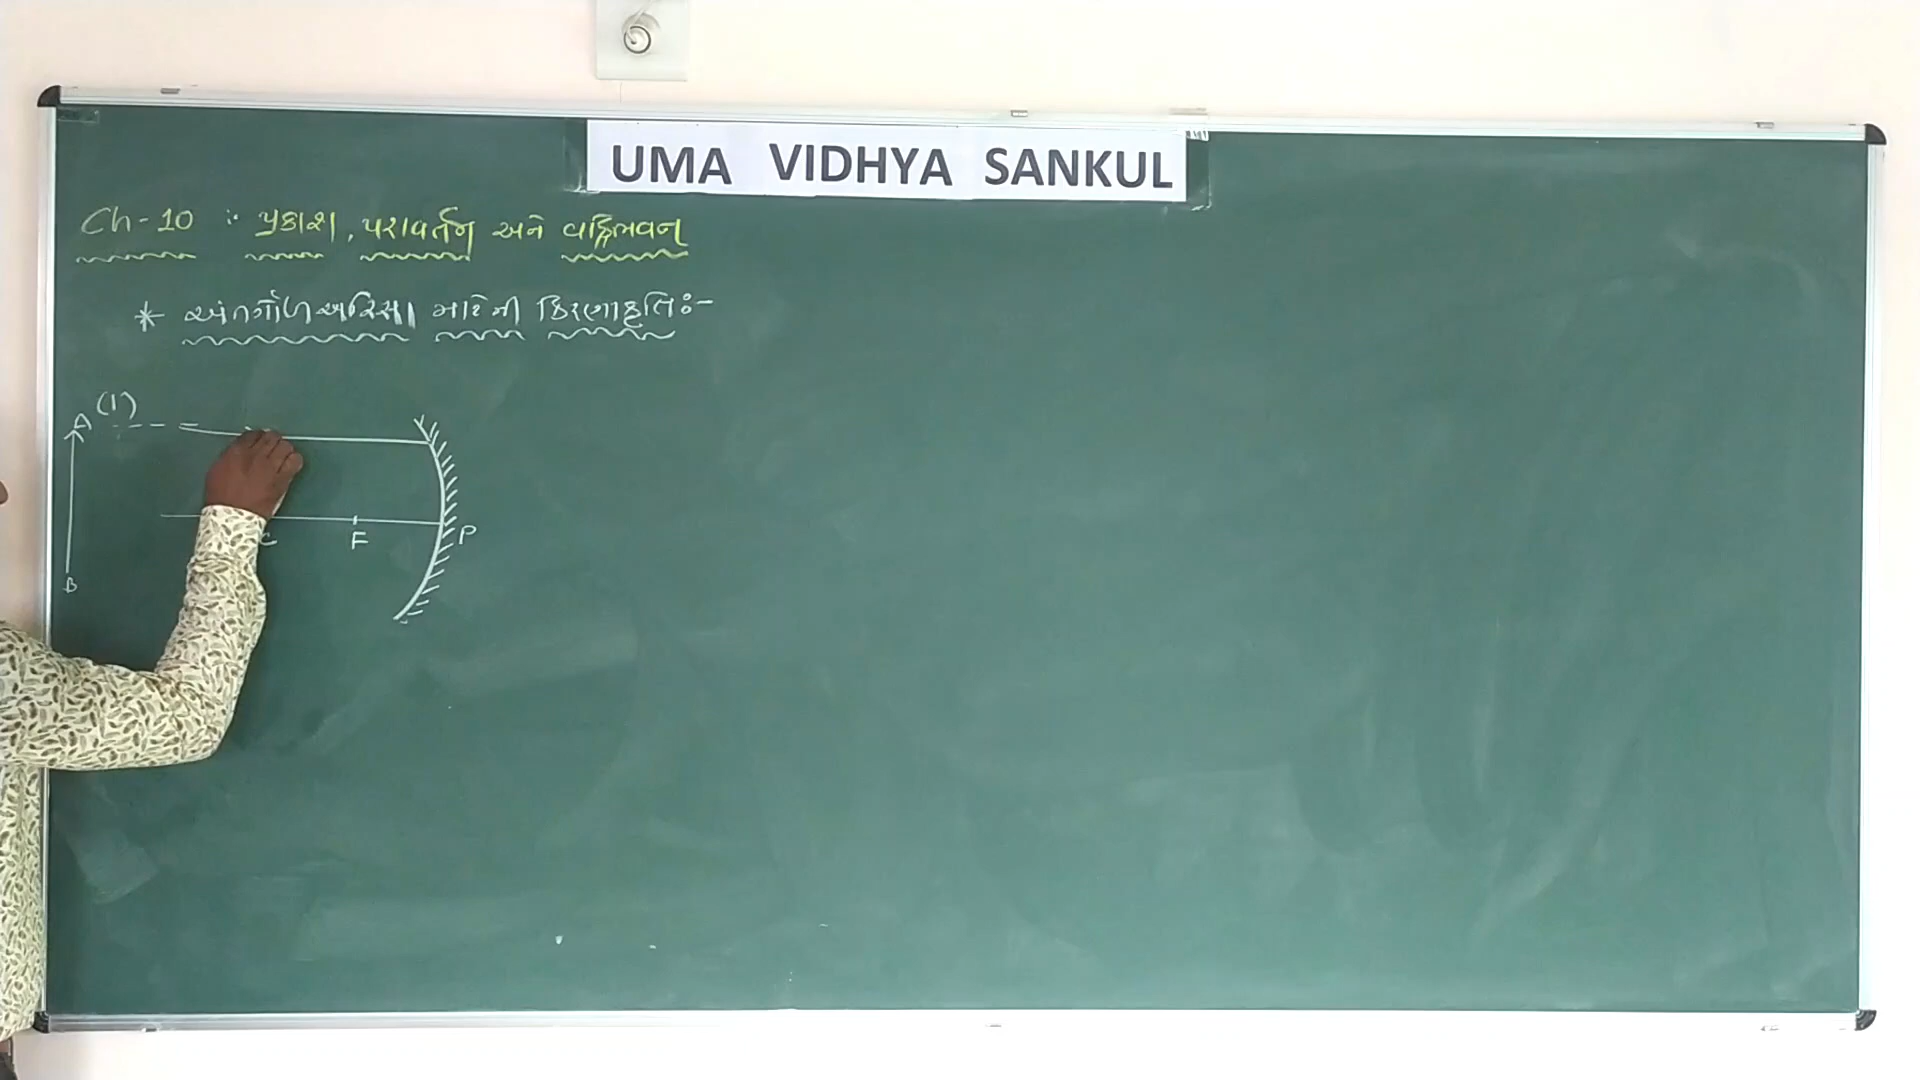 UMA VIDHYA SANKUL
Ch-10 : પ્રકાશ, પરાવર્તન અને વક્રીભવન
* અંતર્ગોળ અરિસા માટેની કિરણાકૃતિ:-
(1)
A
C F P
B